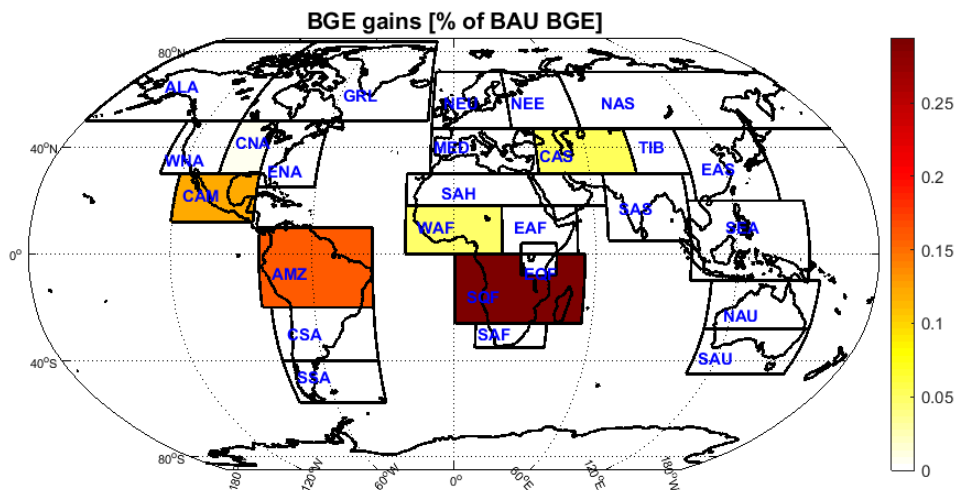 BGE gains [% of BAU BGE]
80°N
ALA
GRL
NEU
NEE
NAS
40°N
WNA
CNA
ENA
MED
CAS
TIB
EAS
CAM
SAH
SAS
WAF
EAF
SEA
0°
AMZ
EQF
SQF
CSA
SAF
NAU
40°S
SSA
SAU
80°S
180°W
120°W
60°W
0°
60°E
120°E
180°W
0.25
0.2
0.15
0.1
0.05
0